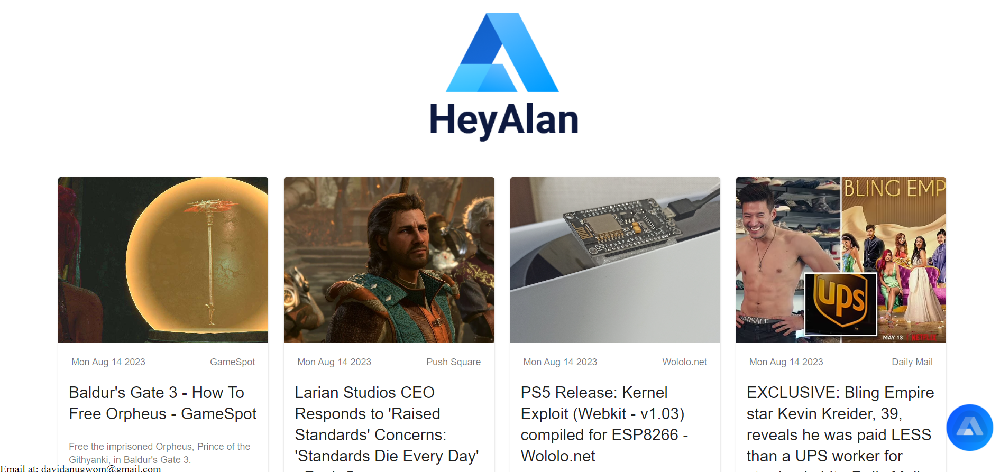 HeyAlan
BLING EMP
VERSACE
ups
MAY 13 | NETFLIX
Mon Aug 14 2023
GameSpot
Baldur's Gate 3 - How To
Free Orpheus - GameSpot
Free the imprisoned Orpheus, Prince of the
Githyanki, in Baldur's Gate 3.
Mon Aug 14 2023
Push Square
Larian Studios CEO
Responds to 'Raised
Standards' Concerns:
'Standards Die Every Day'
Mon Aug 14 2023
Wololo.net
PS5 Release: Kernel
Exploit (Webkit - v1.03)
compiled for ESP8266 -
Wololo.net
Mon Aug 14 2023
Daily Mail
EXCLUSIVE: Bling Empire
star Kevin Kreider, 39,
reveals he was paid LESS
than a UPS worker for
Email at: davidanugwom@gmail.com